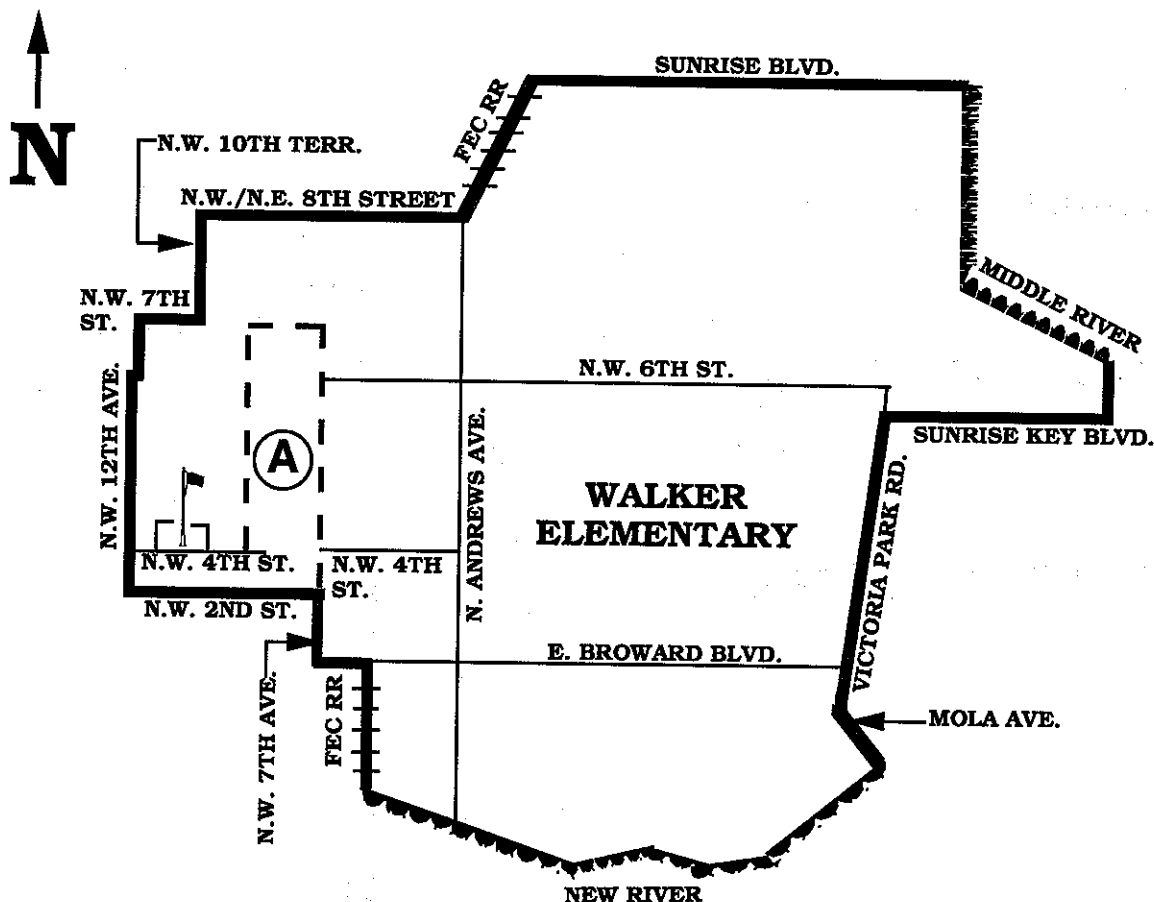 SUNRISE BLVD.
FEC RR
N
N.W. 10TH TERR.
N.W./N.E. 8TH STREET
MIDDLE RIVER
N.W. 7TH
ST.
N.W. 6TH ST.
N. ANDREWS AVE.
SUNRISE KEY BLVD.
N.W. 12TH AVE.
A
WALKER
ELEMENTARY
VICTORIA PARK RD.
N.W. 4TH ST.
N.W. 4TH
ST.
N.W. 2ND ST.
E. BROWARD BLVD.
N.W. 7TH AVE.
FEC RR
MOLA AVE.
NEW RIVER